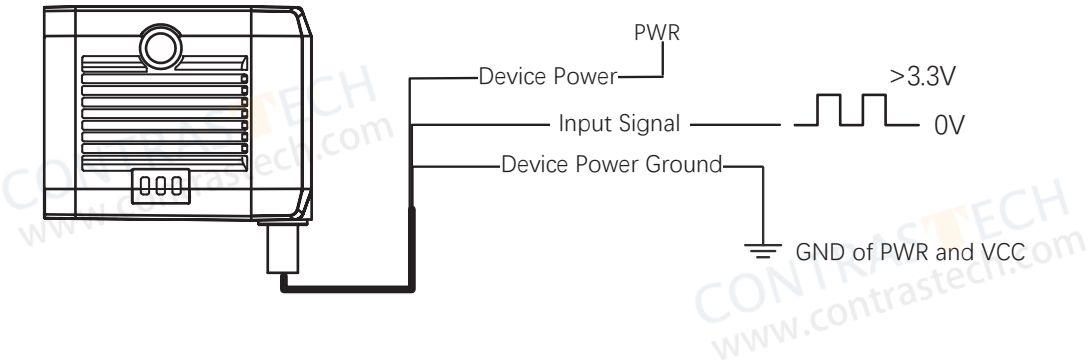 PWR
Device Power
>3.3V
Input Signal
0V
Device Power Ground
GND of PWR and VCC
CONTRASTECH
www.contrastech.com
CONTRASTECH
www.contrastech.com